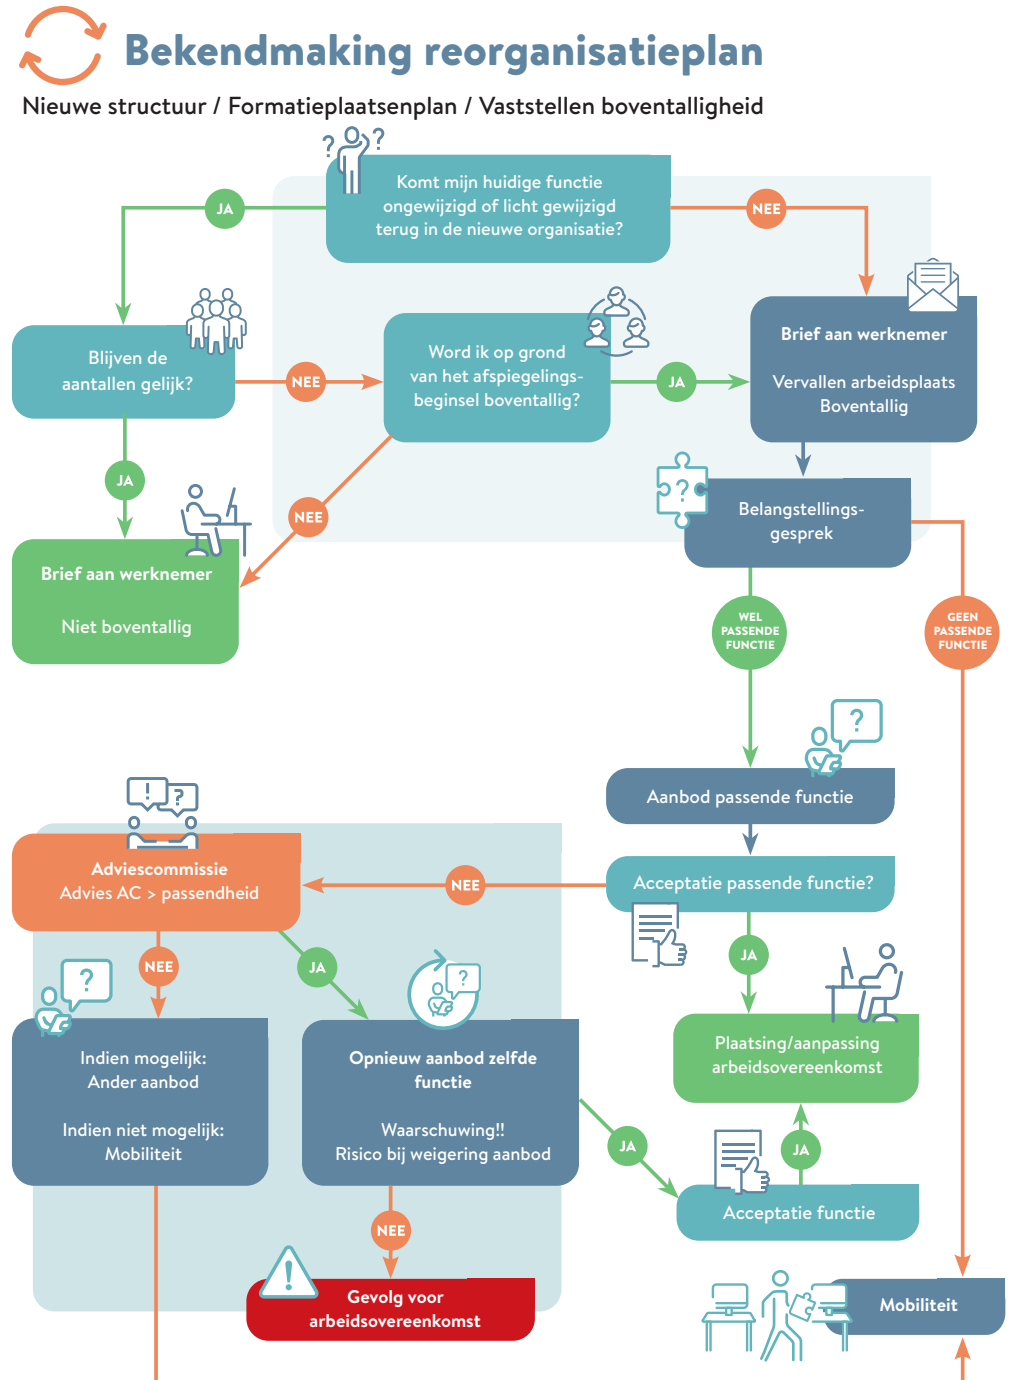 Bekendmaking reorganisatieplan
Nieuwe structuur / Formatieplaatsenplan / Vaststellen boventalligheid
? ?
Komt mijn huidige functie
ongewijzigd of licht gewijzigd
terug in de nieuwe organisatie?
JA
NEE
Blijven de
aantallen gelijk?
NEE
Word ik op grond
van het afspiegelings-
beginsel boventallig?
JA
Brief aan werknemer
Vervallen arbeidsplaats
Boventallig
JA
NEE
?
Belangstellings-
gesprek
Brief aan werknemer
Niet boventallig
WEL
PASSENDE
FUNCTIE
GEEN
PASSENDE
FUNCTIE
?
Aanbod passende functie
! ?
Adviescommissie
Advies AC > passendheid
NEE
Acceptatie passende functie?
NEE
JA
JA
?
?
Indien mogelijk:
Ander aanbod
Indien niet mogelijk:
Mobiliteit
Opnieuw aanbod zelfde
functie
Waarschuwing!!
Risico bij weigering aanbod
Plaatsing/aanpassing
arbeidsovereenkomst
JA
JA
Acceptatie functie
NEE
!
Gevolg voor
arbeidsovereenkomst
Mobiliteit